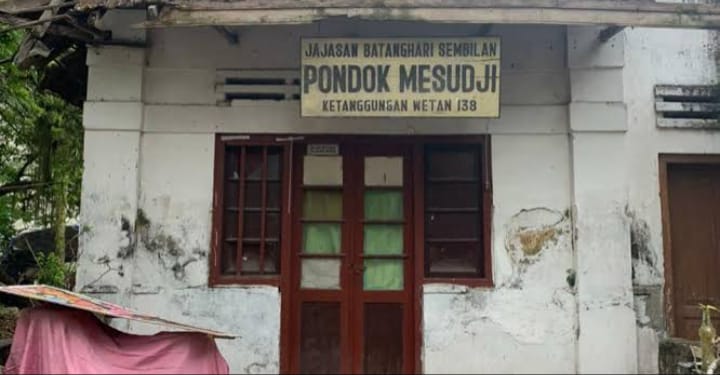 JAJASAN BATANGHARI SEMBILAN
PONDOK MESUDJI
KETANGGUNGAN WETAN 138